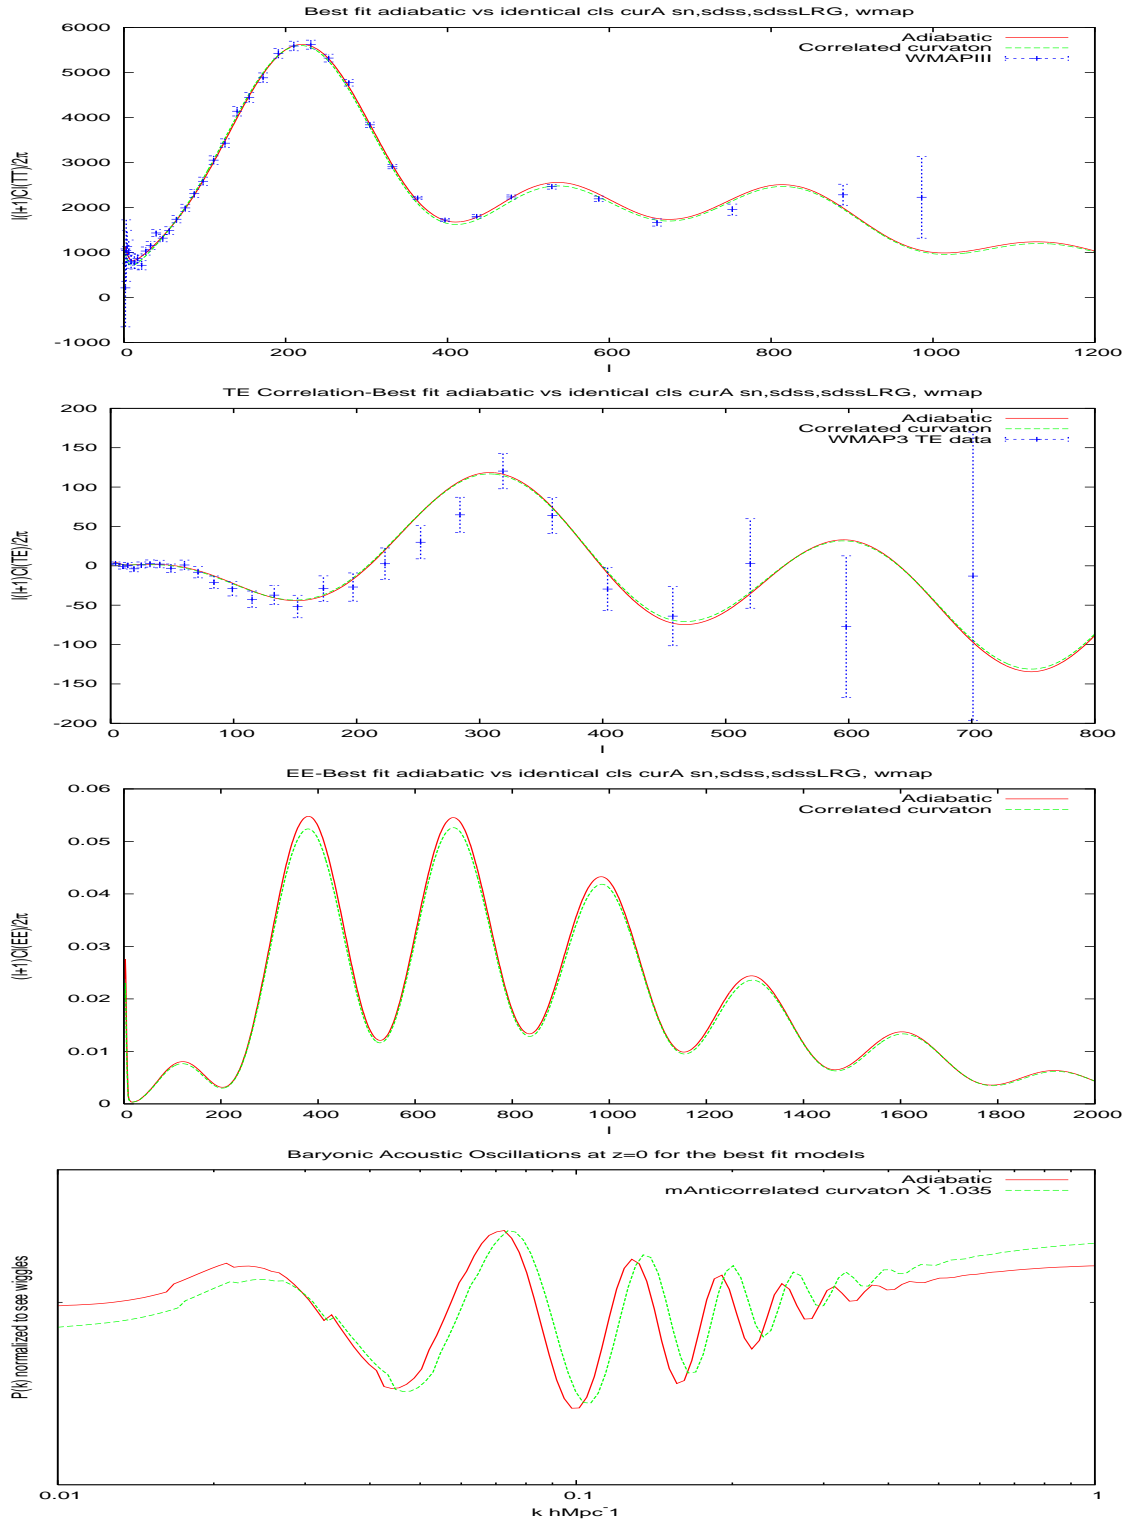 Best fit adiabatic vs identical cls curA sn,sdss,sdssLRG, wmap
Adiabatic
Correlated curvaton
WMAPIII
6000
5000
4000
3000
2000
1000
0
-1000
l(l+1)Cl(TT)/2π
0 200 400 600 800 1000 1200
l
TE Correlation-Best fit adiabatic vs identical cls curA sn,sdss,sdssLRG, wmap
Adiabatic
Correlated curvaton
WMAP3 TE data
200
150
100
50
0
-50
-100
-150
-200
l(l+1)Cl(TE)/2π
0 100 200 300 400 500 600 700 800
l
EE-Best fit adiabatic vs identical cls curA sn,sdss,sdssLRG, wmap
Adiabatic
Correlated curvaton
0.06
0.05
0.04
0.03
0.02
0.01
0
(l+1)Cl(EE)/2π
0 200 400 600 800 1000 1200 1400 1600 1800 2000
l
Baryonic Acoustic Oscillations at z=0 for the best fit models
Adiabatic
mAnticorrelated curvaton X 1.035
P(k) normalized to see wiggles
0.01 0.1 1
k hMpc⁻1